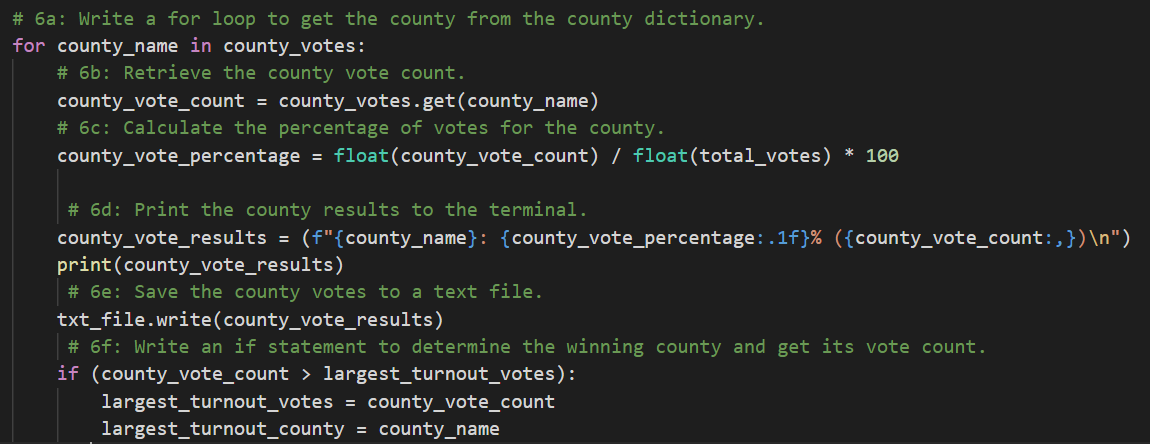 # 6a: Write a for loop to get the county from the county dictionary.
for county_name in county_votes:
    # 6b: Retrieve the county vote count.
    county_vote_count = county_votes.get(county_name)
    # 6c: Calculate the percentage of votes for the county.
    county_vote_percentage = float(county_vote_count) / float(total_votes) * 100

     # 6d: Print the county results to the terminal.
    county_vote_results = (f"{county_name}: {county_vote_percentage:.1f}% ({county_vote_count:,})\n")
    print(county_vote_results)
     # 6e: Save the county votes to a text file.
    txt_file.write(county_vote_results)
     # 6f: Write an if statement to determine the winning county and get its vote count.
    if (county_vote_count > largest_turnout_votes):
        largest_turnout_votes = county_vote_count
        largest_turnout_county = county_name